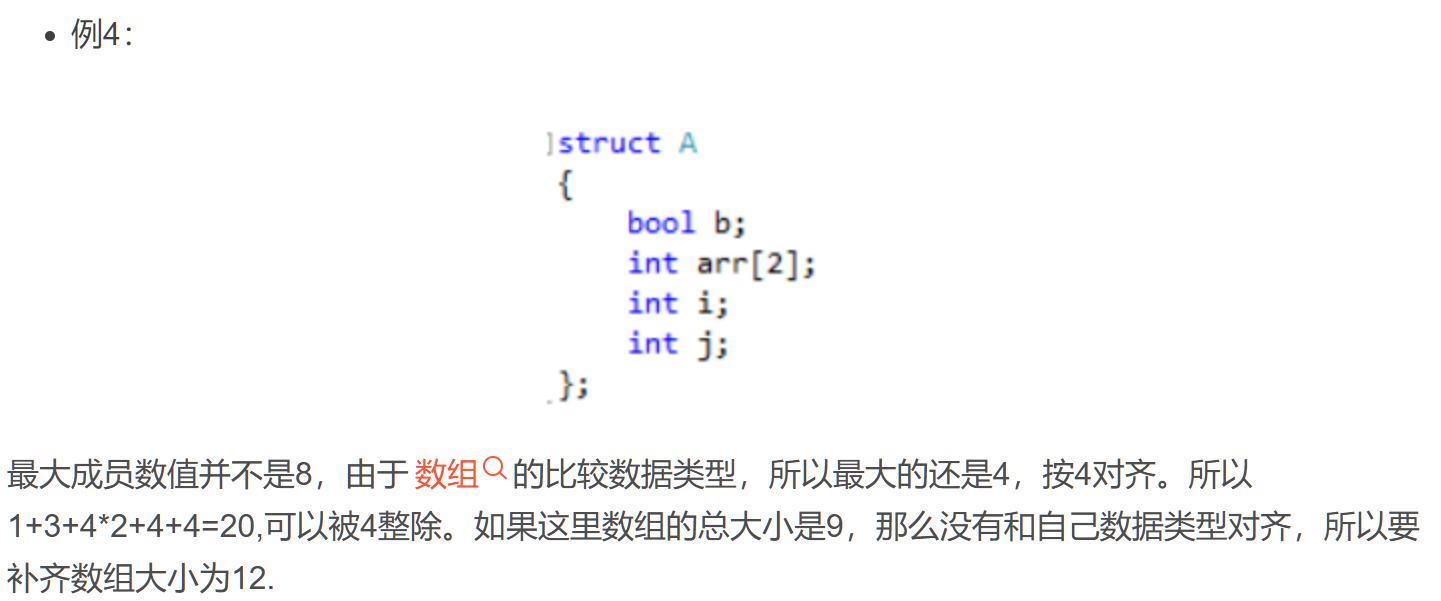 • 例4：
struct A
{
bool b;
int arr[2];
int i;
int j;
};
最大成员数值并不是8，由于 数组 的比较数据类型，所以最大的还是4，按4对齐。所以
1+3+4*2+4+4=20,可以被4整除。如果这里数组的总大小是9，那么没有和自己数据类型对齐，所以要
补齐数组大小为12.